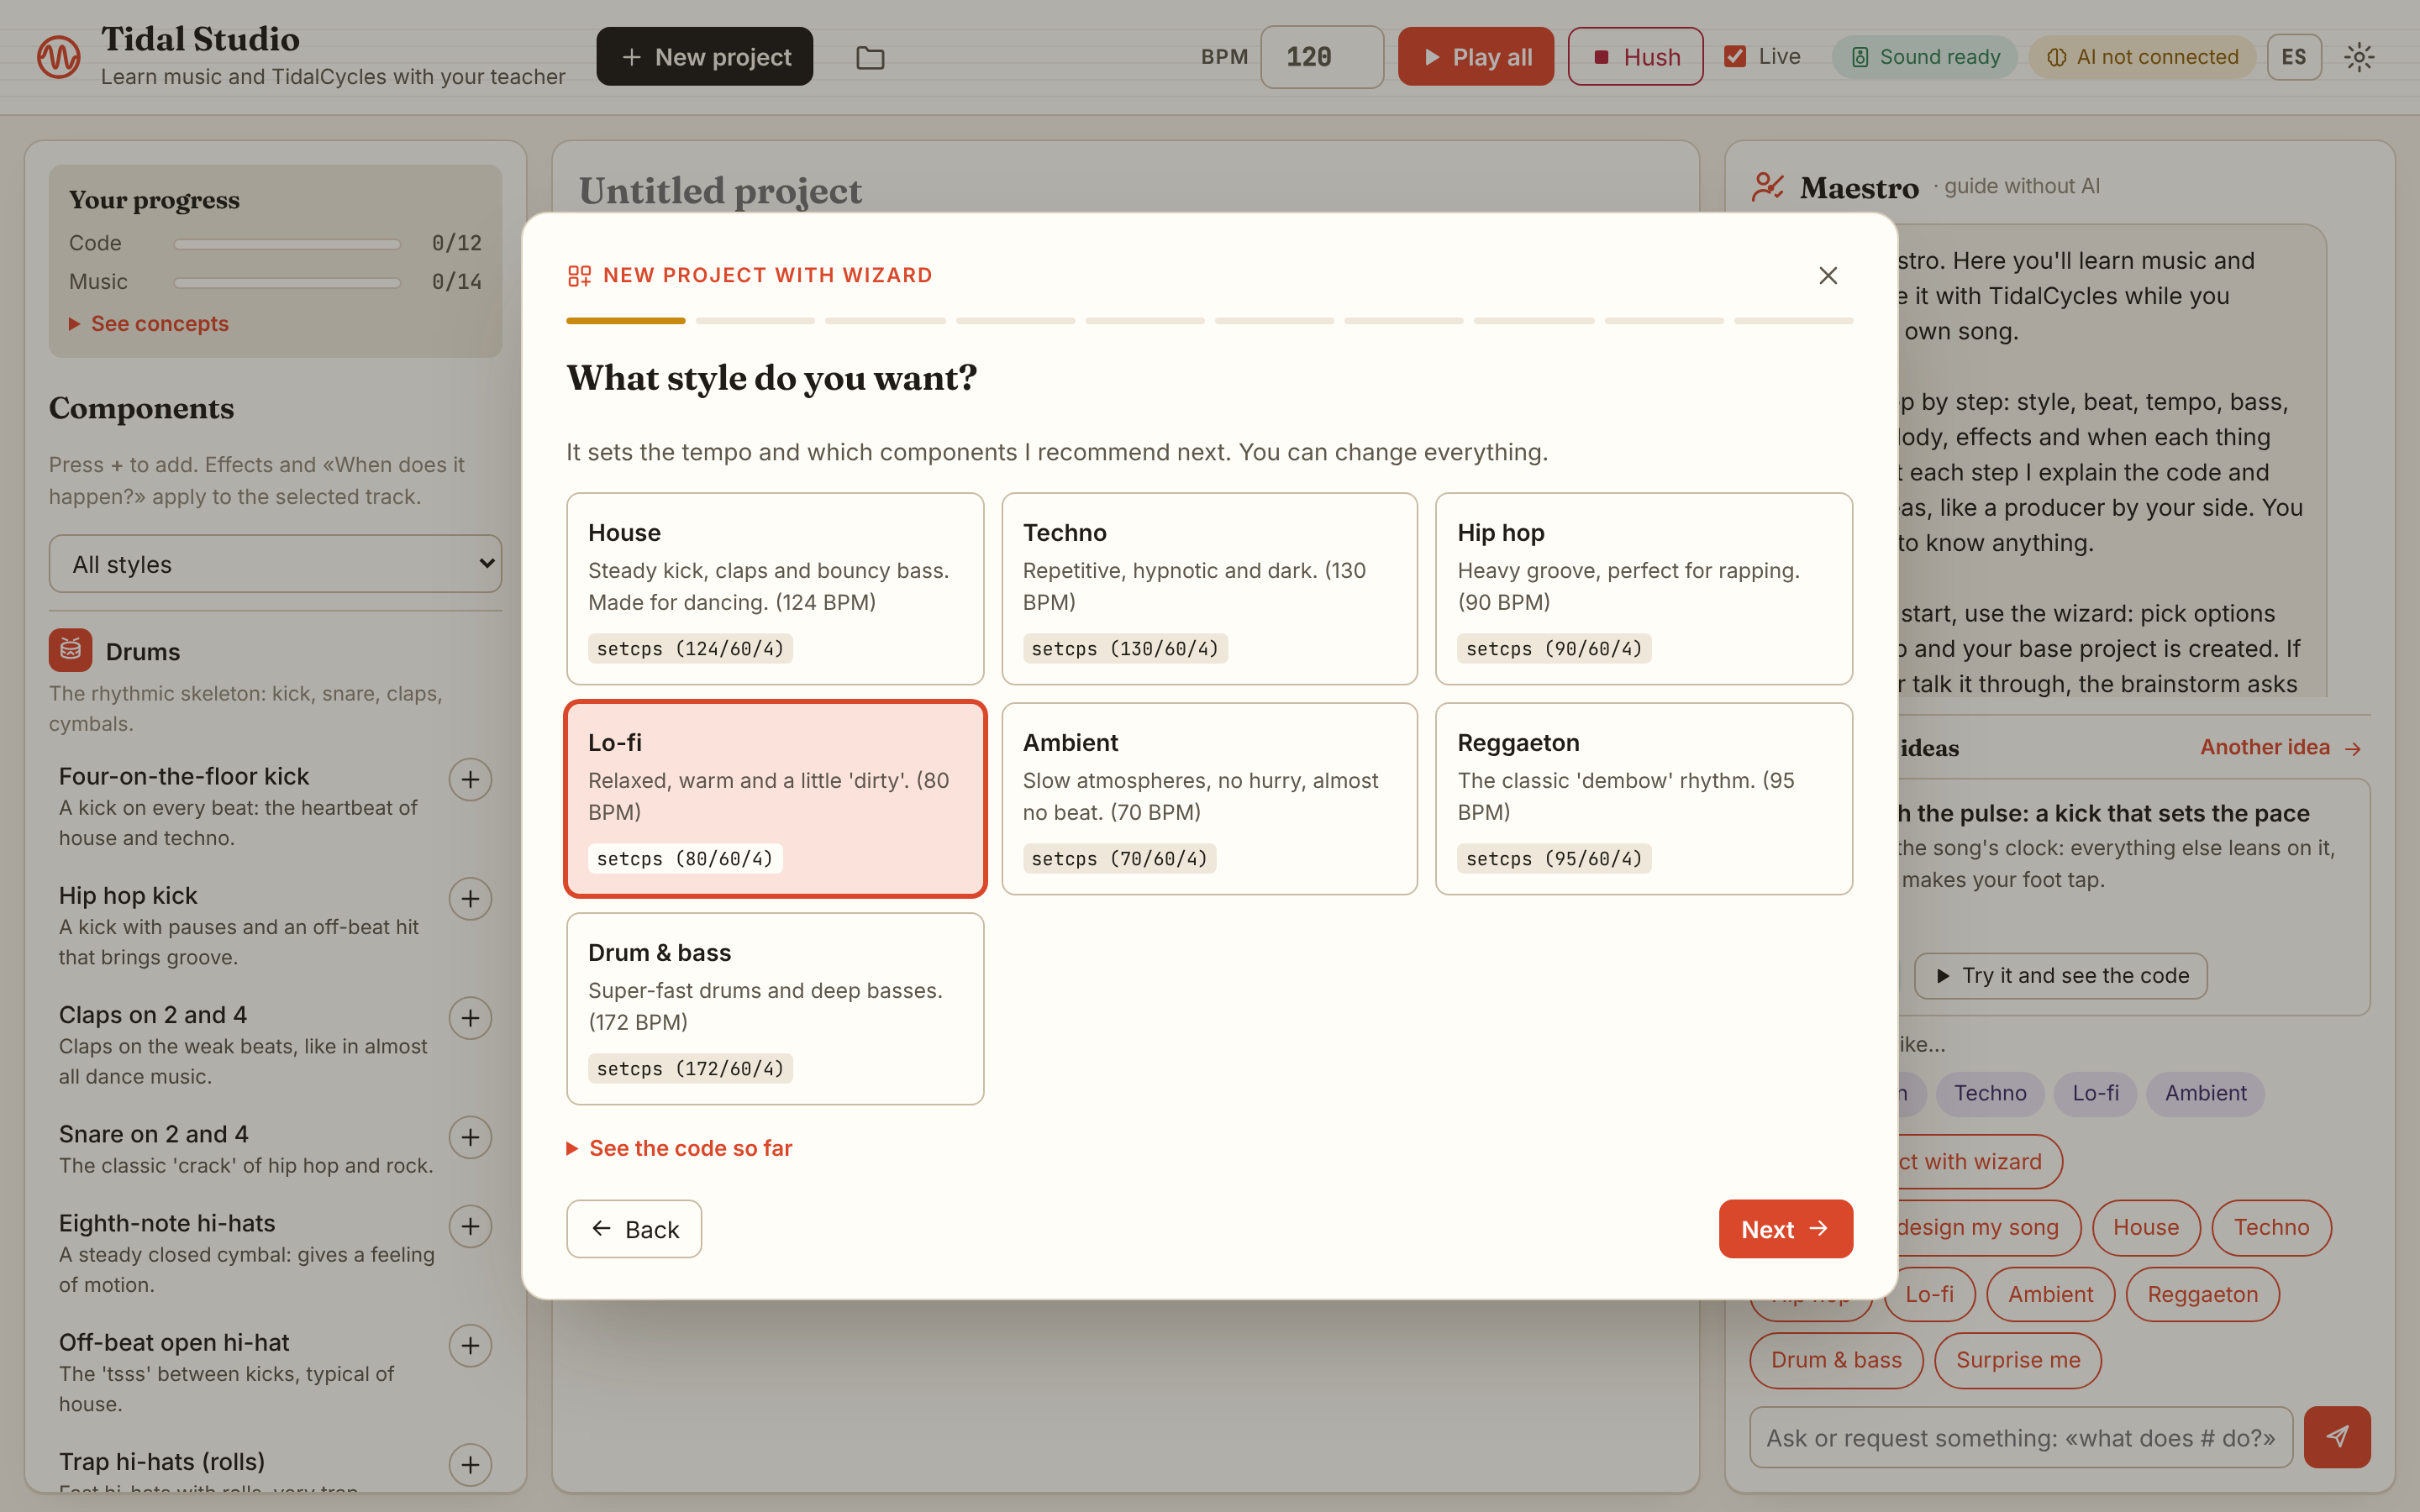 Tidal Studio
Learn music and TidalCycles with your teacher
New project
BPM
120
Play all
Hush
Live
Sound ready
AI not connected
ES
Your progress
Code
0/12
Music
0/14
See concepts
Components
Press + to add. Effects and «When does it
happen?» apply to the selected track.
All styles
Drums
The rhythmic skeleton: kick, snare, claps,
cymbals.
Four-on-the-floor kick
A kick on every beat: the heartbeat of
house and techno.
Hip hop kick
A kick with pauses and an off-beat hit
that brings groove.
Claps on 2 and 4
Claps on the weak beats, like in almost
all dance music.
Snare on 2 and 4
The classic 'crack' of hip hop and rock.
Eighth-note hi-hats
A steady closed cymbal: gives a feeling
of motion.
Off-beat open hi-hat
The 'tsss' between kicks, typical of
house.
Trap hi-hats (rolls)
Untitled project
NEW PROJECT WITH WIZARD
What style do you want?
It sets the tempo and which components I recommend next. You can change everything.
House
Steady kick, claps and bouncy bass.
Made for dancing. (124 BPM)
setcps (124/60/4)
Techno
Repetitive, hypnotic and dark. (130
BPM)
setcps (130/60/4)
Hip hop
Heavy groove, perfect for rapping.
(90 BPM)
setcps (90/60/4)
Lo-fi
Relaxed, warm and a little 'dirty'. (80
BPM)
setcps (80/60/4)
Ambient
Slow atmospheres, no hurry, almost
no beat. (70 BPM)
setcps (70/60/4)
Reggaeton
The classic 'dembow' rhythm. (95
BPM)
setcps (95/60/4)
Drum & bass
Super-fast drums and deep basses.
(172 BPM)
setcps (172/60/4)
See the code so far
Back
Next
Maestro
· guide without AI
stro. Here you'll learn music and
it with TidalCycles while you
own song.
by step: style, beat, tempo, bass,
effects and when each thing
each step I explain the code and
like a producer by your side. You
to know anything.
start, use the wizard: pick options
and your base project is created. If
talk it through, the brainstorm asks
ideas
Another idea
the pulse: a kick that sets the pace
the song's clock: everything else leans on it,
makes your foot tap.
Try it and see the code
ike...
Techno
Lo-fi
Ambient
with wizard
design my song
House
Techno
Lo-fi
Ambient
Reggaeton
Drum & bass
Surprise me
Ask or request something: «what does # do?»